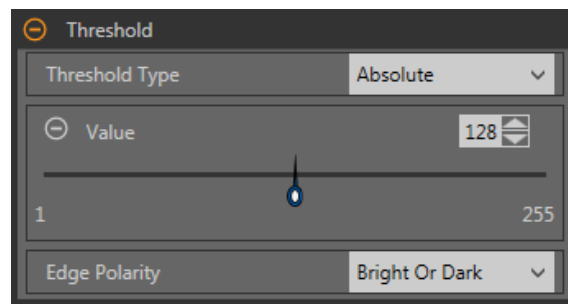 Threshold
Threshold Type Absolute
Value 128
1 255
Edge Polarity Bright Or Dark